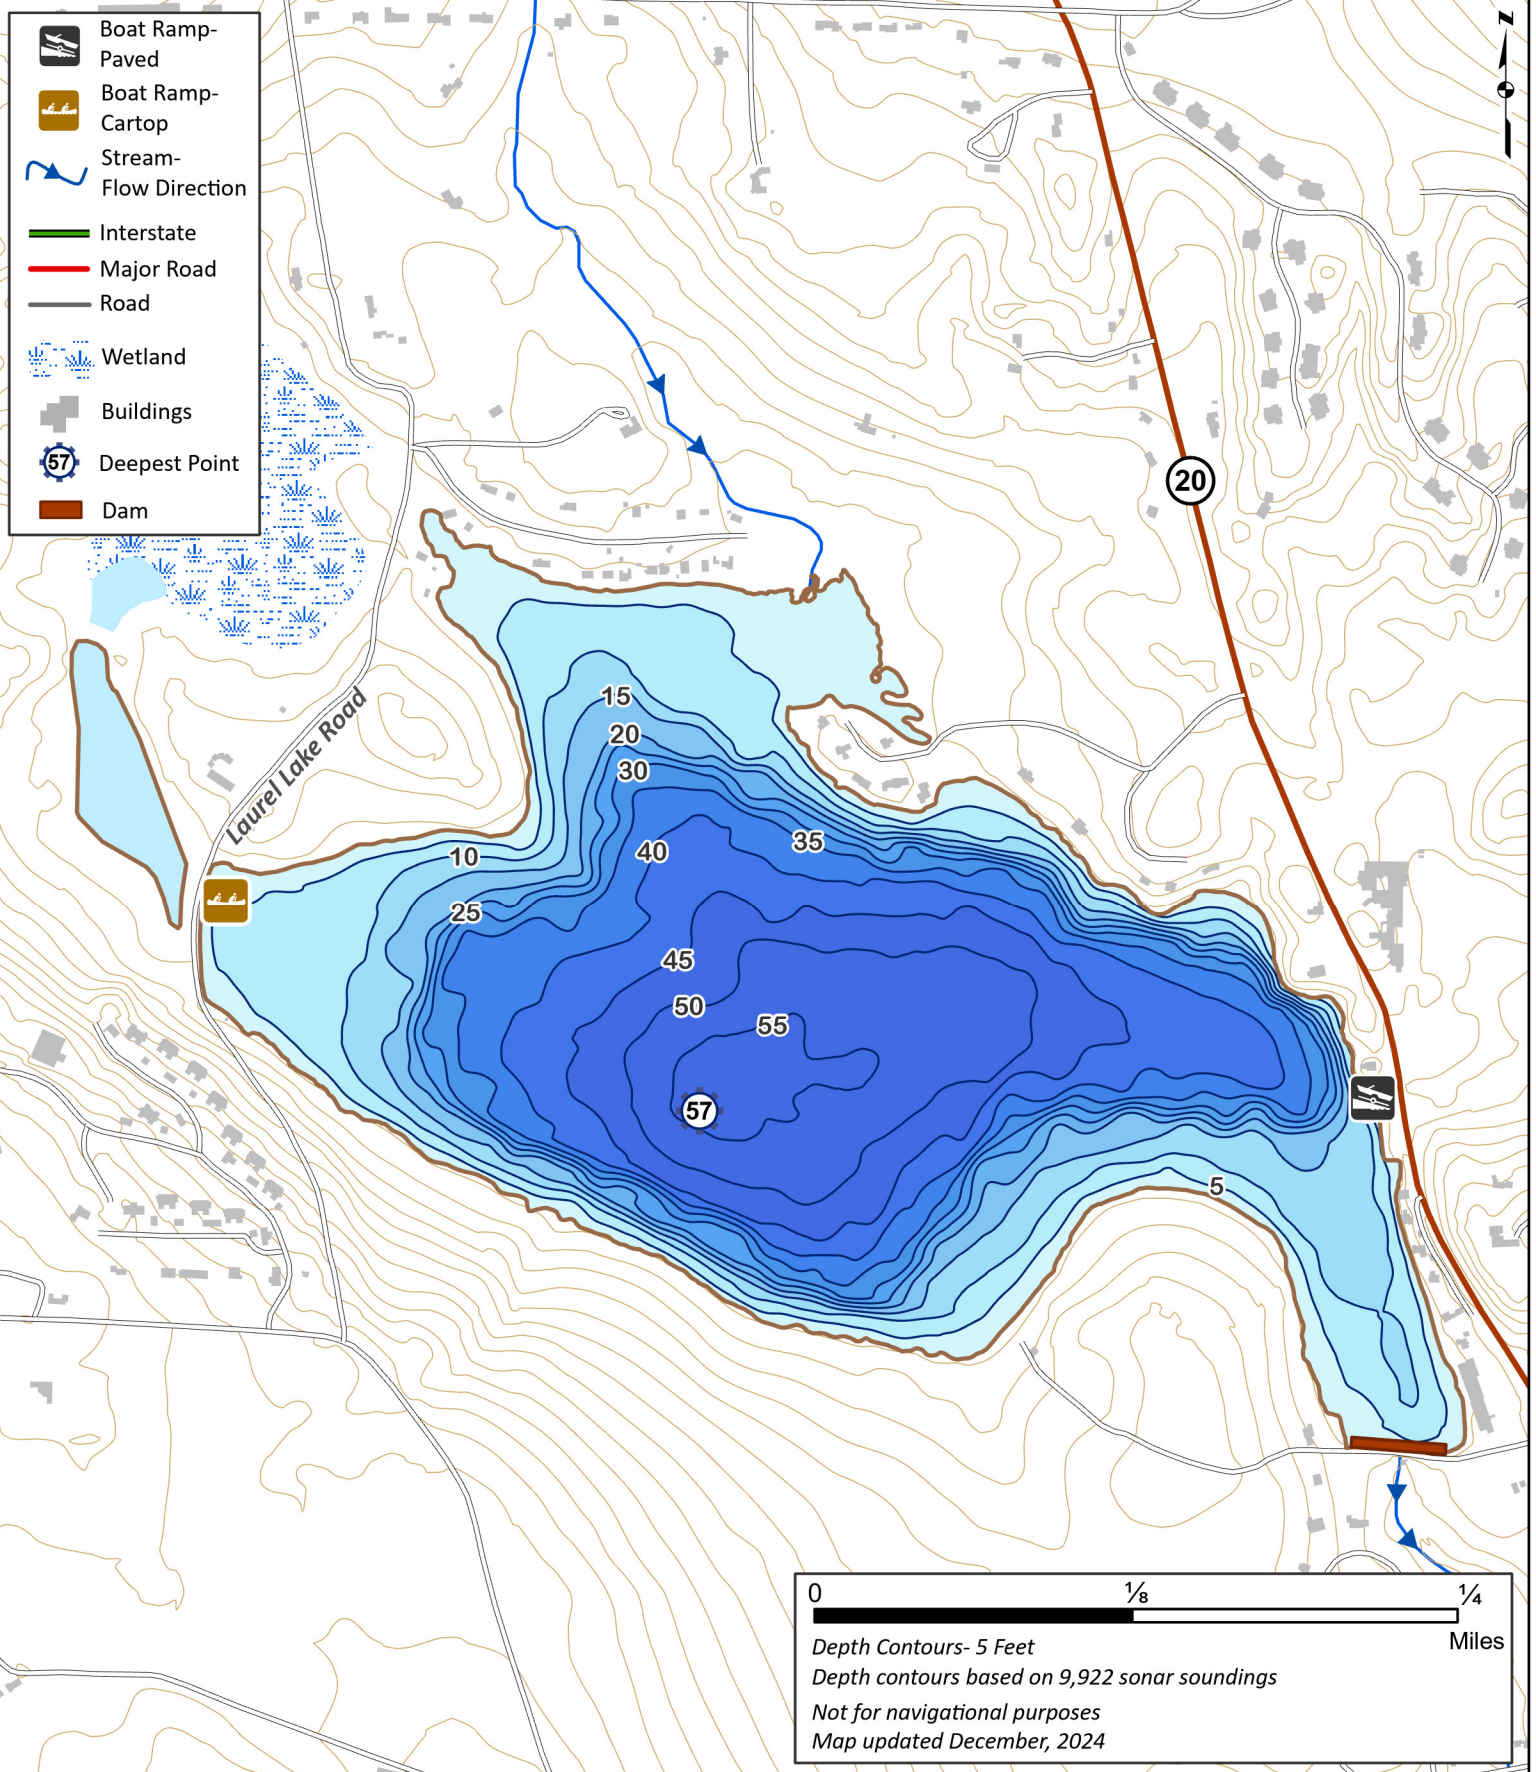 Boat Ramp-
Paved
Boat Ramp-
Cartop
Stream-
Flow Direction
Interstate
Major Road
Road
Wetland
Buildings
57 Deepest Point
Dam
N
20
Laurel Lake Road
15
20
30
35
40
10
25
45
50
55
57
5
0 ⅛ ¼
Miles
Depth Contours- 5 Feet
Depth contours based on 9,922 sonar soundings
Not for navigational purposes
Map updated December, 2024